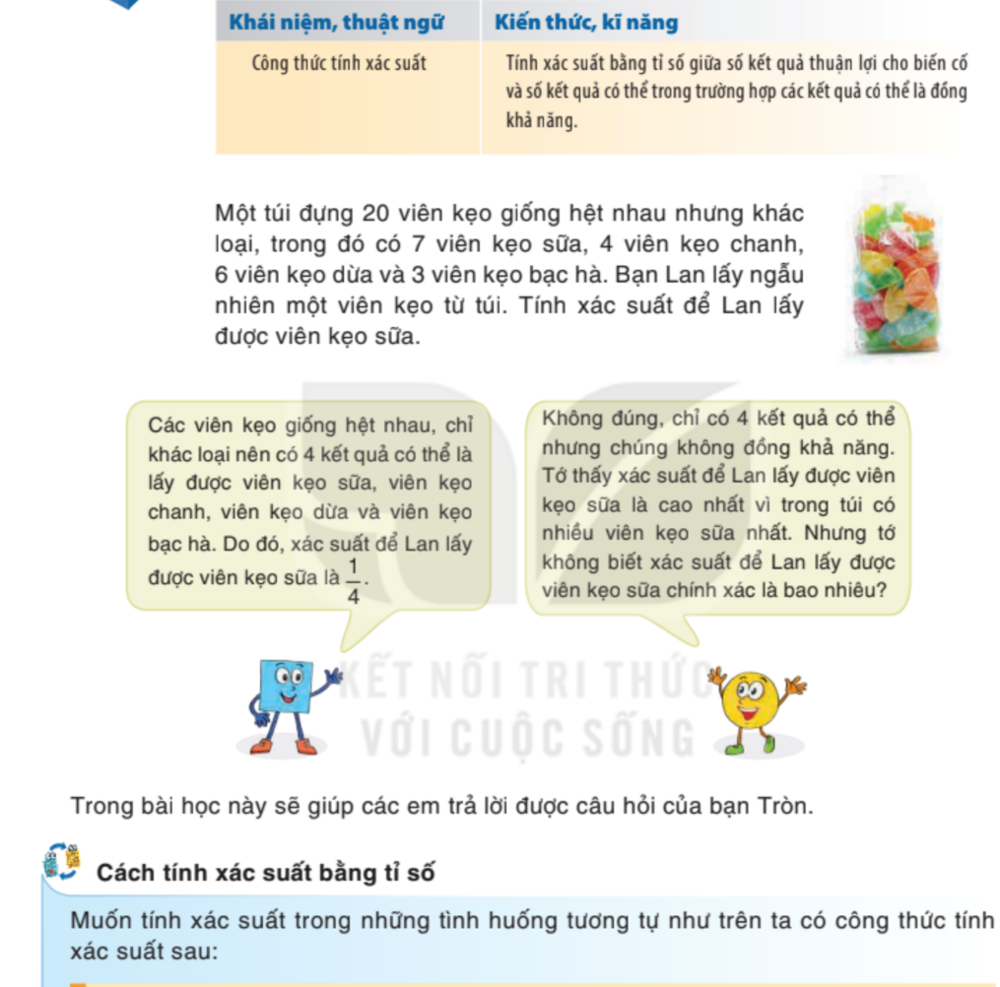 Khái niệm, thuật ngữ
Kiến thức, kĩ năng
Công thức tính xác suất
Tính xác suất bằng tỉ số giữa số kết quả thuận lợi cho biến cố
và số kết quả có thể trong trường hợp các kết quả có thể là đồng
khả năng.
Một túi đựng 20 viên kẹo giống hệt nhau nhưng khác
loại, trong đó có 7 viên kẹo sữa, 4 viên kẹo chanh,
6 viên kẹo dừa và 3 viên kẹo bạc hà. Bạn Lan lấy ngẫu
nhiên một viên kẹo từ túi. Tính xác suất để Lan lấy
được viên kẹo sữa.
Các viên kẹo giống hệt nhau, chỉ
khác loại nên có 4 kết quả có thể là
lấy được viên kẹo sữa, viên kẹo
chanh, viên kẹo dừa và viên kẹo
bạc hà. Do đó, xác suất để Lan lấy
được viên kẹo sữa là 1/4.
Không đúng, chỉ có 4 kết quả có thể
nhưng chúng không đồng khả năng.
Tớ thấy xác suất để Lan lấy được viên
kẹo sữa là cao nhất vì trong túi có
nhiều viên kẹo sữa nhất. Nhưng tớ
không biết xác suất để Lan lấy được
viên kẹo sữa chính xác là bao nhiêu?
KẾT NỐI TRI THỨC
VỚI CUỘC SỐNG
Trong bài học này sẽ giúp các em trả lời được câu hỏi của bạn Tròn.
Cách tính xác suất bằng tỉ số
Muốn tính xác suất trong những tình huống tương tự như trên ta có công thức tính
xác suất sau: